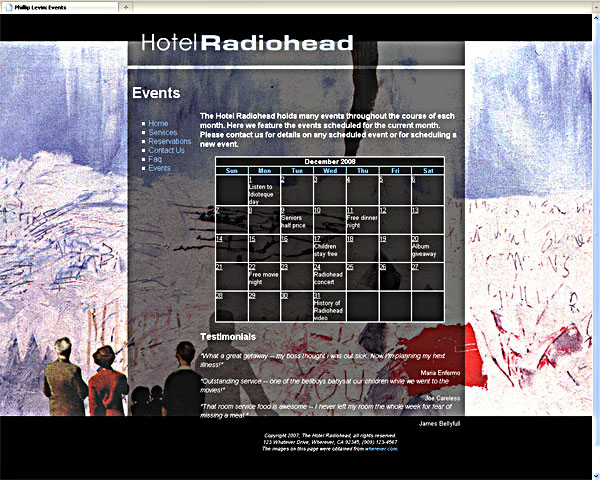 Phillip Levin: Events
Hotel Radiohead
Events
Home
Services
Reservations
Contact Us
Faq
Events
The Hotel Radiohead holds many events throughout the course of each
month. Here we feature the events scheduled for the current month.
Please contact us for details on any scheduled event or for scheduling a
new event.
December 2008
Sun Mon Tue Wed Thu Fri Sat
1 2 3 4 5 6
Listen to
Idioteque
day
7 8 9 10 11 12 13
Seniors
half price
Free dinner
night
14 15 16 17 18 19 20
Children
stay free
Album
giveaway
21 22 23 24 25 26 27
Free movie
night
Radiohead
concert
28 29 30 31
History of
Radiohead
video
Testimonials
"What a great getaway -- my boss thought I was out sick. Now I'm planning my next
illness!"
Maria Enfermo
"Outstanding service -- one of the bellboys babysat our children while we went to the
movies!"
Joe Careless
"That room service food is awesome -- I never left my room the whole week for fear of
missing a meal."
James Bellyfull
Copyright 2007, The Hotel Radiohead, all rights reserved.
123 Whatever Drive, Wherever, CA 92345, (909) 123-4567
The images on this page were obtained from wherever.com.